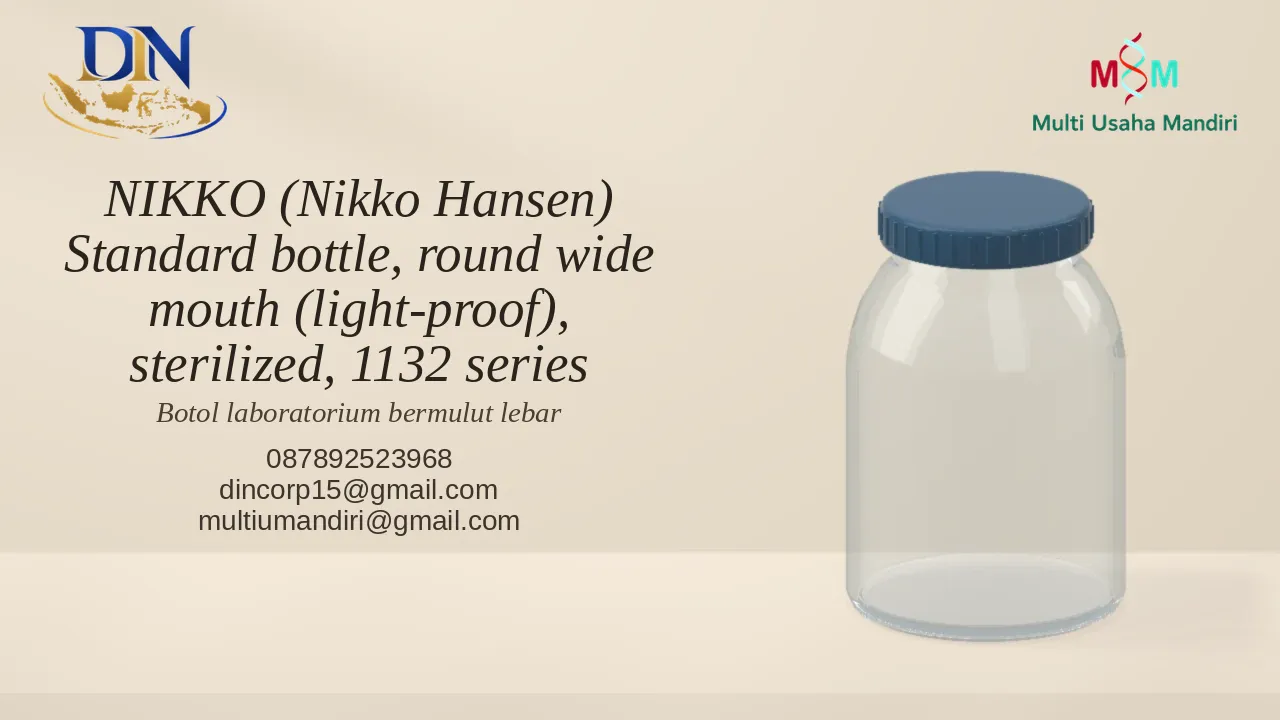 DN
M M
Multi Usaha Mandiri
NIKKO (Nikko Hansen)
Standard bottle, round wide
mouth (light-proof),
sterilized, 1132 series
Botol laboratorium bermulut lebar
087892523968
dincorp15@gmail.com
multiumandiri@gmail.com